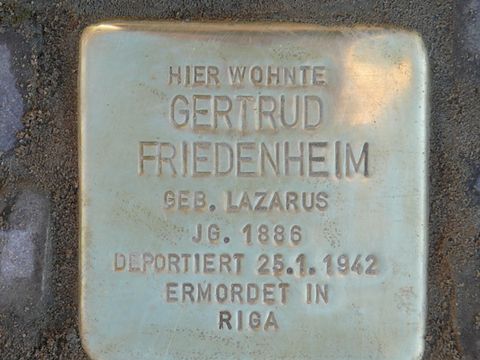 HIER WOHNTE
GERTRUD
FRIEDENHEIM
GEB. LAZARUS
JG. 1886
DEPORTIERT 25.1.1942
ERMORDET IN
RIGA